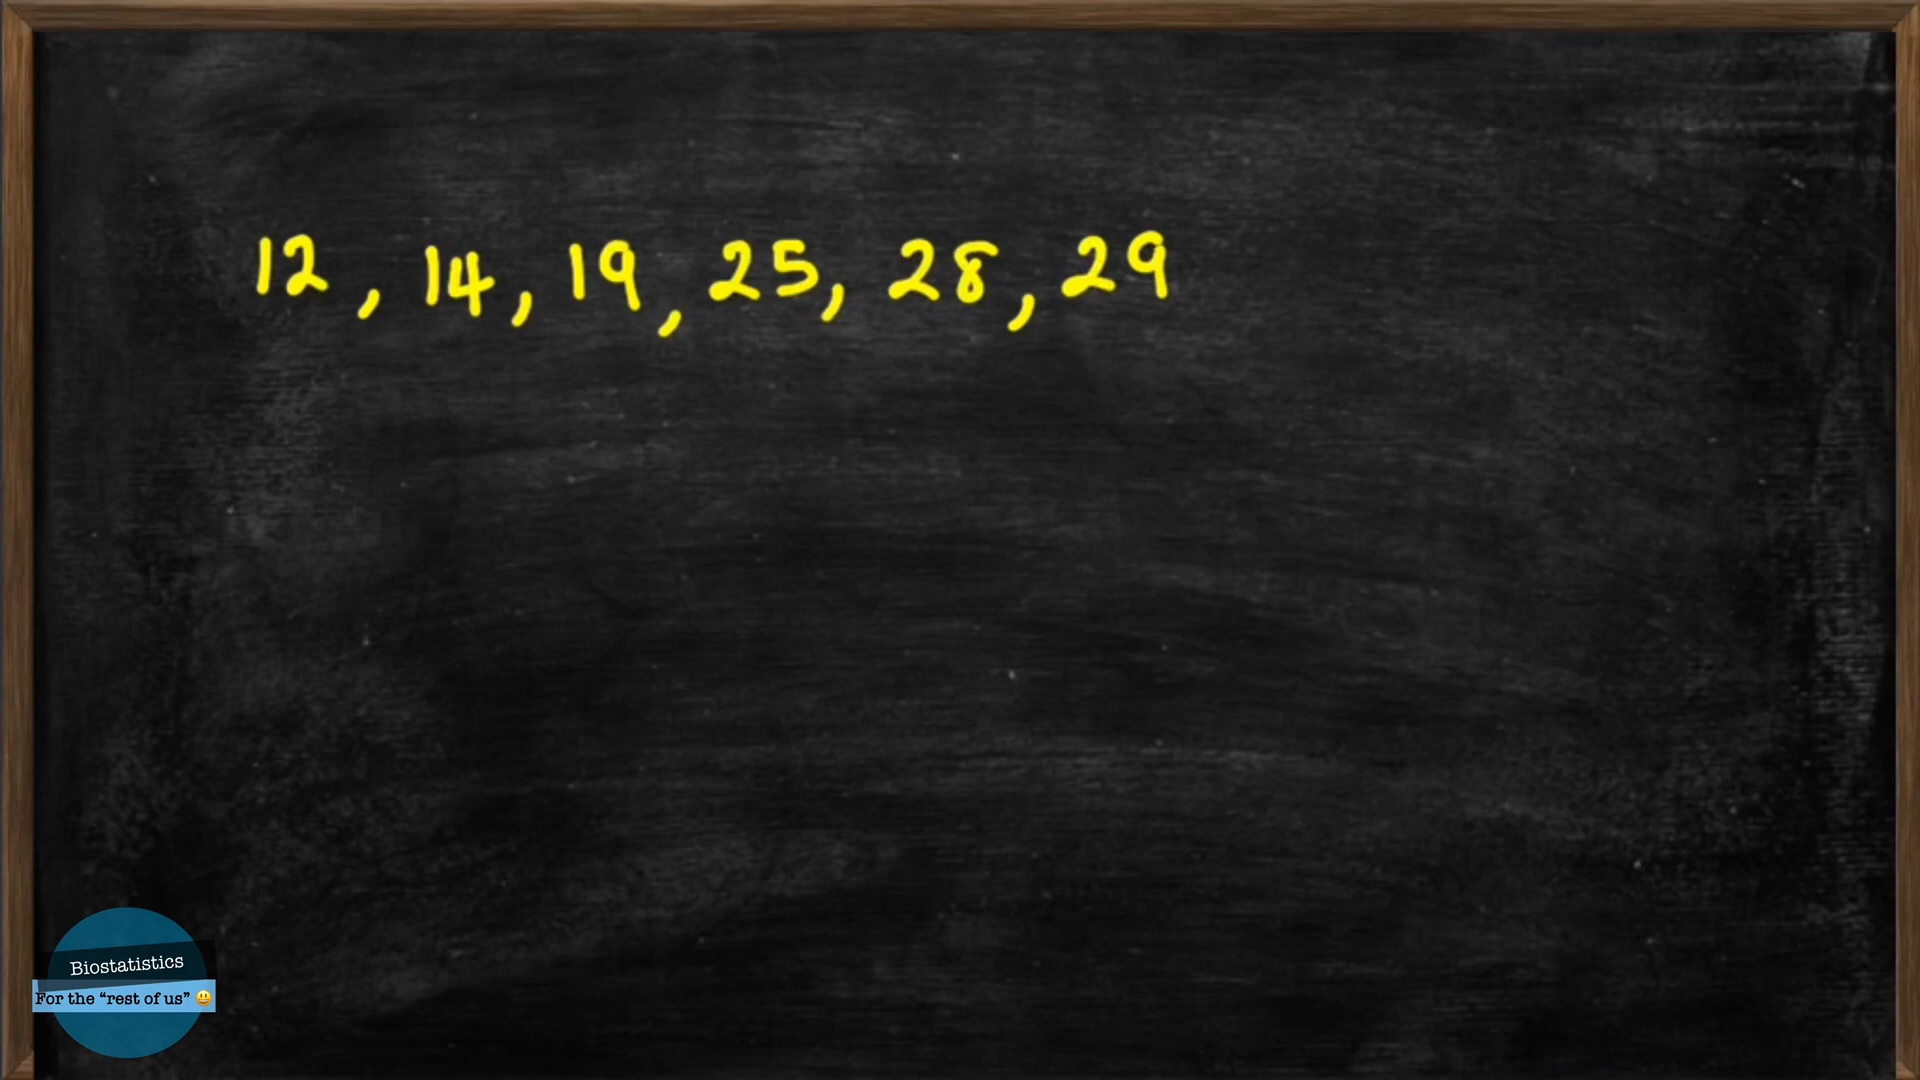 12, 14, 19, 25, 28, 29
Biostatistics
For the “rest of us” 😃